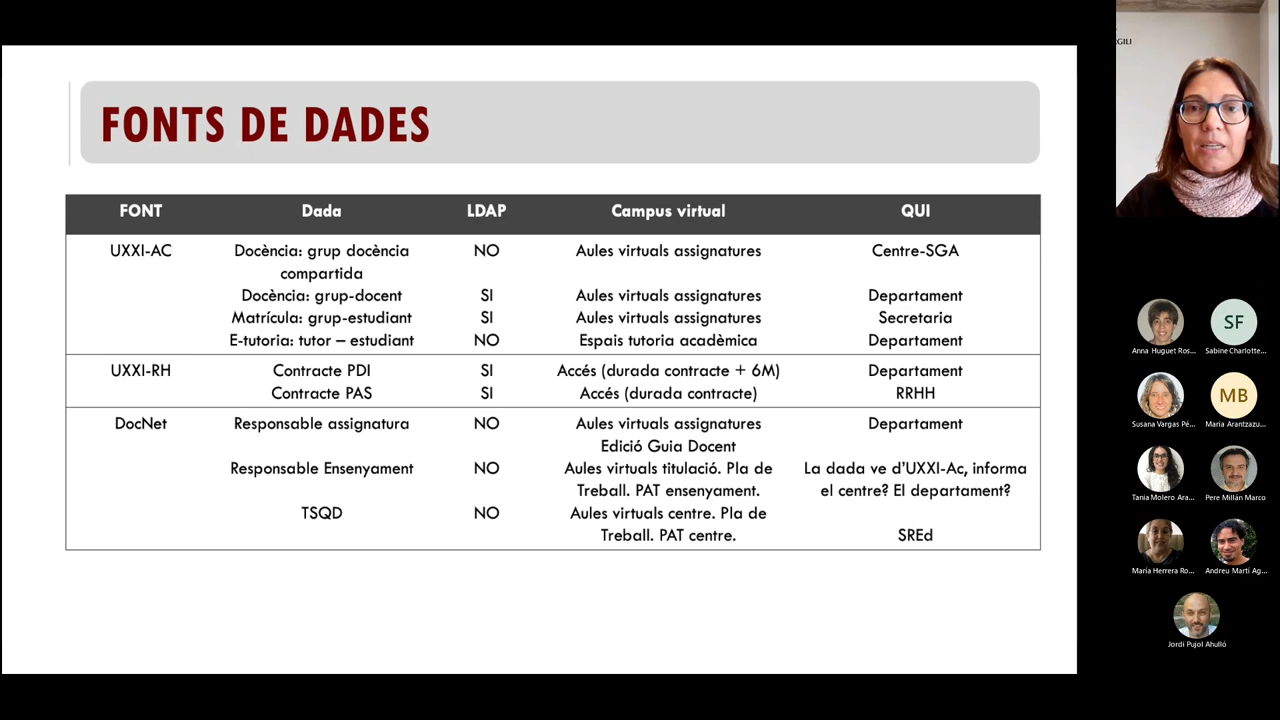 FONTS DE DADES
FONT Dada LDAP Campus virtual QUI
UXXI-AC Docència: grup docència NO Aules virtuals assignatures Centre-SGA
compartida
Docència: grup-docent SI Aules virtuals assignatures Departament
Matrícula: grup-estudiant SI Aules virtuals assignatures Secretaria
E-tutoria: tutor – estudiant NO Espais tutoria acadèmica Departament
UXXI-RH Contracte PDI SI Accés (durada contracte + 6M) Departament
Contracte PAS SI Accés (durada contracte) RRHH
DocNet Responsable assignatura NO Aules virtuals assignatures Departament
Edició Guia Docent
Responsable Ensenyament NO Aules virtuals titulació. Pla de La dada ve d'UXXI-Ac, informa
Treball. PAT ensenyament. el centre? El departament?
TSQD NO Aules virtuals centre. Pla de
Treball. PAT centre. SREd
GILI
Anna Huguet Ros... Sabine Charlotte...
SF
Susana Vargas Pé... Maria Arantzazu...
MB
Tania Molero Ara... Pere Millán Marco
María Herrera Ro... Andreu Martí Ag...
Jordi Pujol Ahulló